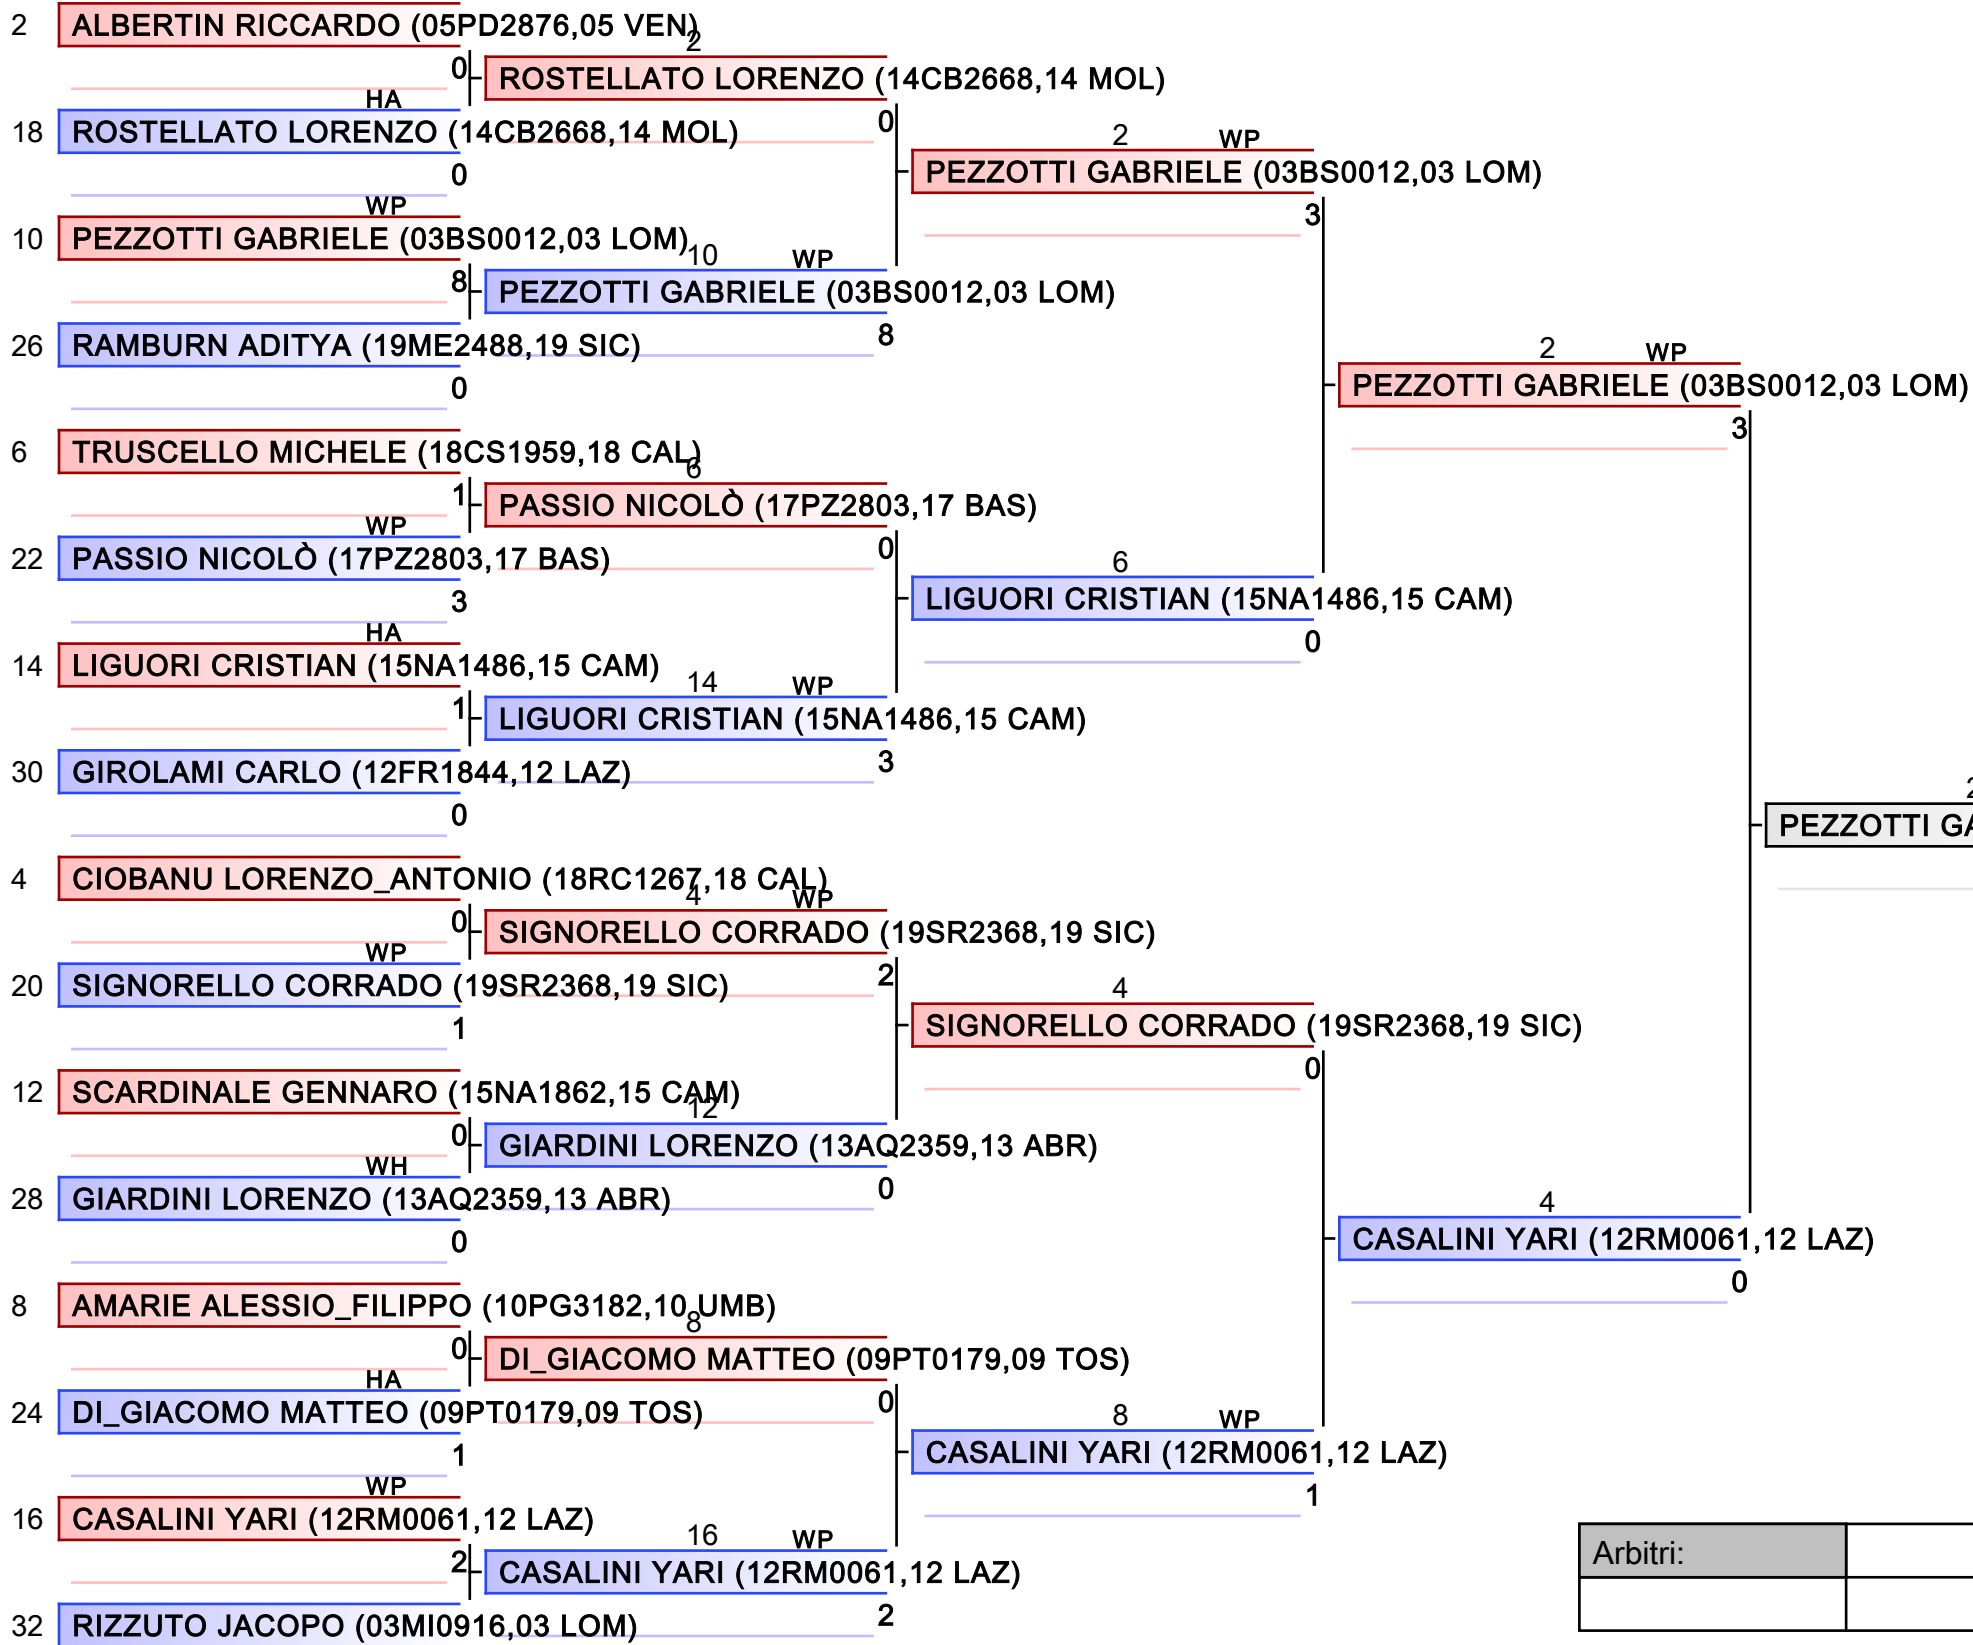 2 ALBERTIN RICCARDO (05PD2876,05 VEN)
2
0 ROSTELLATO LORENZO (14CB2668,14 MOL)
HA
0
18 ROSTELLATO LORENZO (14CB2668,14 MOL)
2 WP
0
PEZZOTTI GABRIELE (03BS0012,03 LOM)
WP
3
10 PEZZOTTI GABRIELE (03BS0012,03 LOM)
10 WP
8 PEZZOTTI GABRIELE (03BS0012,03 LOM)
8
26 RAMBURN ADITYA (19ME2488,19 SIC)
2 WP
0 PEZZOTTI GABRIELE (03BS0012,03 LOM)
3
6 TRUSCELLO MICHELE (18CS1959,18 CAL)
6
1 PASSIO NICOLÒ (17PZ2803,17 BAS)
WP
0
22 PASSIO NICOLÒ (17PZ2803,17 BAS)
6
3 LIGUORI CRISTIAN (15NA1486,15 CAM)
HA
0
14 LIGUORI CRISTIAN (15NA1486,15 CAM)
14 WP
1 LIGUORI CRISTIAN (15NA1486,15 CAM)
3
30 GIROLAMI CARLO (12FR1844,12 LAZ)
0
PEZZOTTI GA
4 CIOBANU LORENZO_ANTONIO (18RC1267,18 CAL)
4 WP
0 SIGNORELLO CORRADO (19SR2368,19 SIC)
WP
2
20 SIGNORELLO CORRADO (19SR2368,19 SIC)
4
1 SIGNORELLO CORRADO (19SR2368,19 SIC)
0
12 SCARDINALE GENNARO (15NA1862,15 CAM)
12
0 GIARDINI LORENZO (13AQ2359,13 ABR)
WH
0
28 GIARDINI LORENZO (13AQ2359,13 ABR)
4
0 CASALINI YARI (12RM0061,12 LAZ)
0
8 AMARIE ALESSIO_FILIPPO (10PG3182,10 UMB)
8
0 DI_GIACOMO MATTEO (09PT0179,09 TOS)
HA
0
24 DI_GIACOMO MATTEO (09PT0179,09 TOS)
8 WP
1 CASALINI YARI (12RM0061,12 LAZ)
WP
1
16 CASALINI YARI (12RM0061,12 LAZ)
16 WP
2 CASALINI YARI (12RM0061,12 LAZ)
2
32 RIZZUTO JACOPO (03MI0916,03 LOM)
Arbitri: